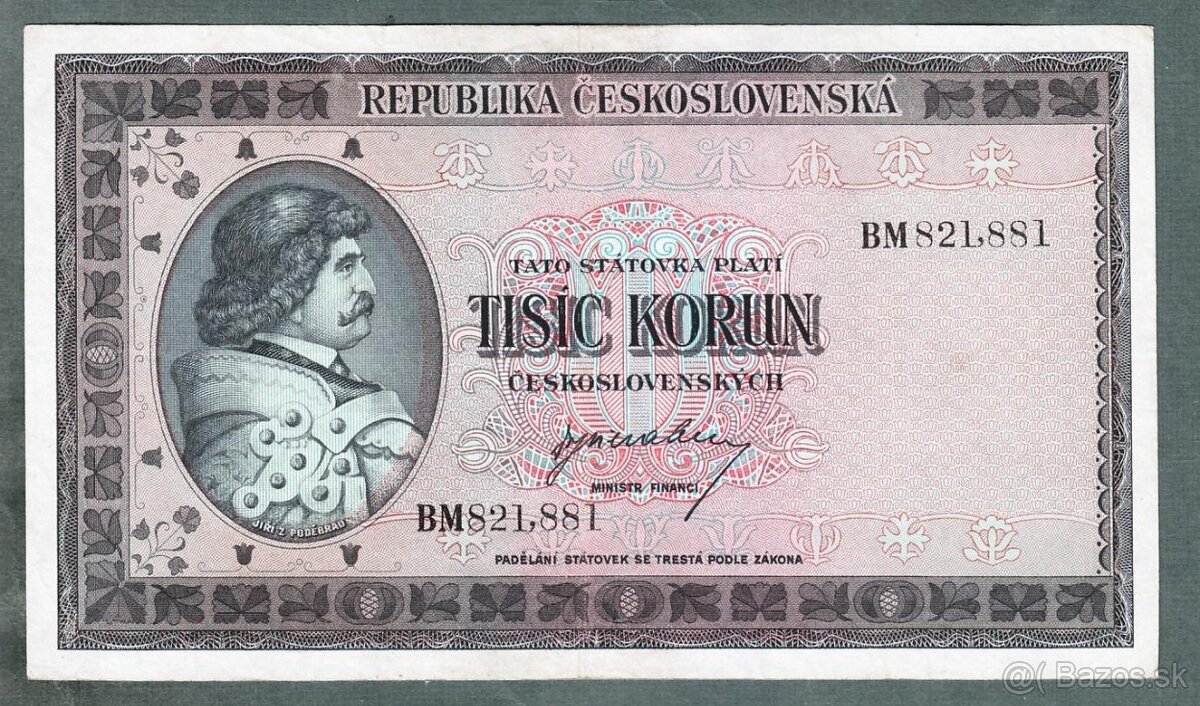 REPUBLIKA ČESKOSLOVENSKÁ
BM 821,881
TATO STÁTOVKA PLATÍ
TISÍC KORUN
ČESKOSLOVENSKÝCH
MINISTR FINANCÍ
BM 821,881
JIŘÍ Z PODĚBRAD
PADĚLÁNÍ STÁTOVEK SE TRESTÁ PODLE ZÁKONA
@( Bazos.sk